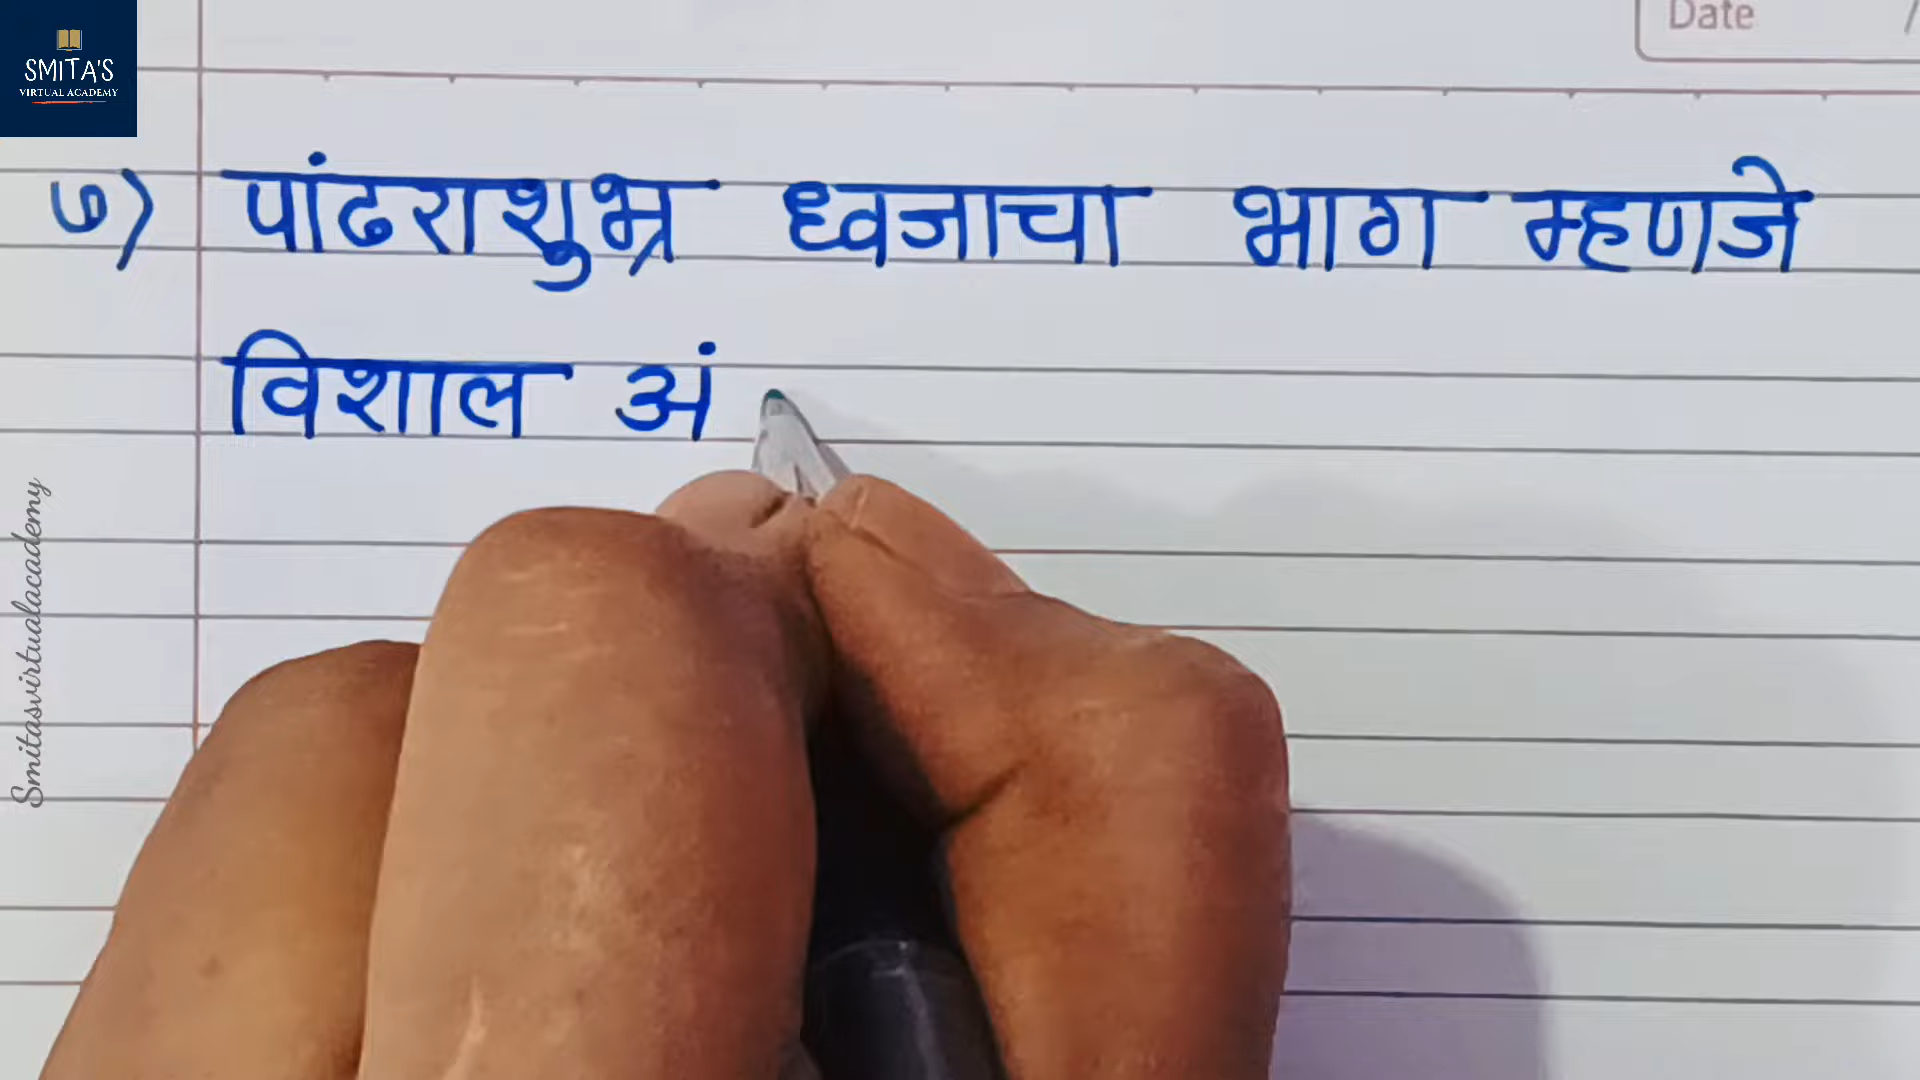 SMITA'S
VIRTUAL ACADEMY
Date /
७) पांढराशुभ्र ध्वजाचा भाग म्हणजे
विशाल अं
Smitasvirtualacademy